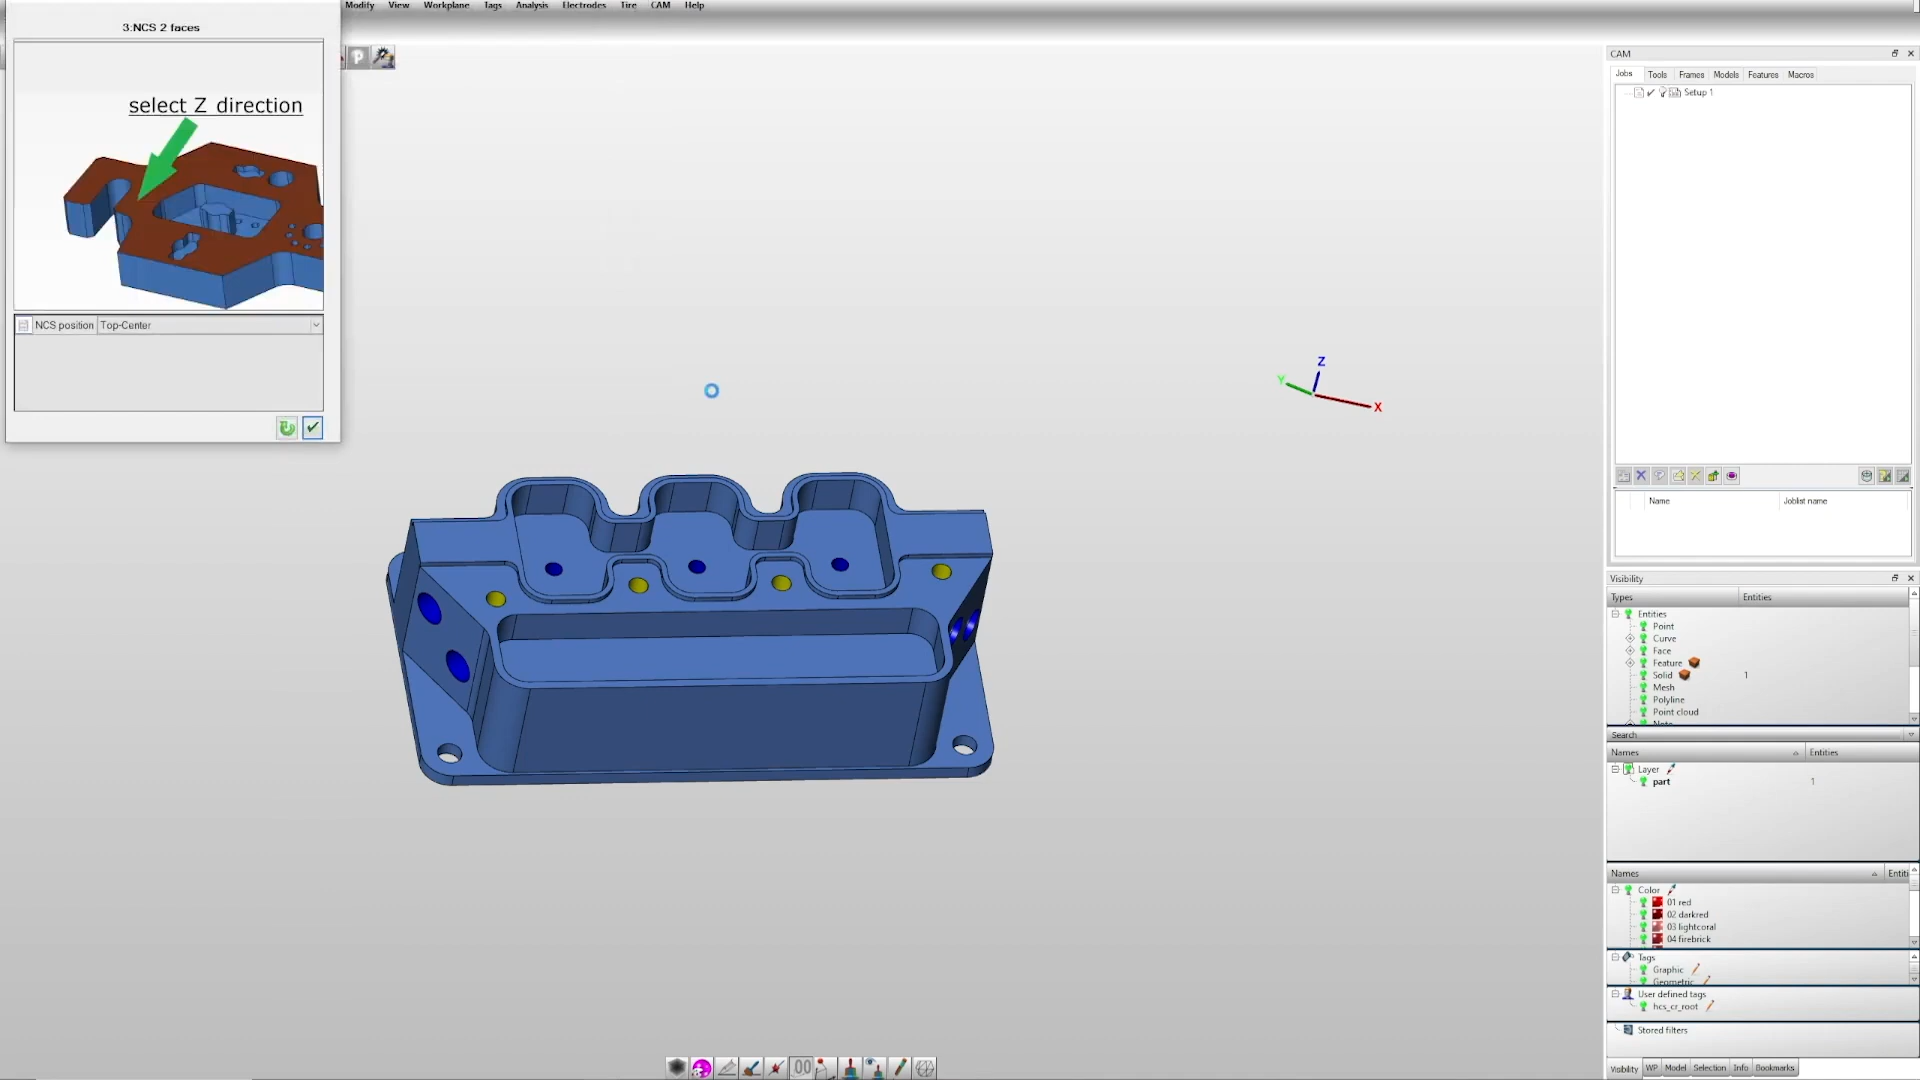 Modify View Workplane Tags Analysis Electrodes Tire CAM Help
3:NCS 2 faces
select Z direction
NCS position Top-Center
Z
Y
X
CAM
Jobs Tools Frames Models Features Macros
Setup 1
Name Joblist name
Visibility
Types Entities
Entities
Point
Curve
Face
Feature
Solid 1
Mesh
Polyline
Point cloud
Search
Names Entities
Layer
part 1
Names Entiti
Color
01 red
02 darkred
03 lightcoral
04 firebrick
Tags
Graphic
Geometric
User defined tags
hcs_cr_root
Stored filters
Visibility WP Model Selection Info Bookmarks